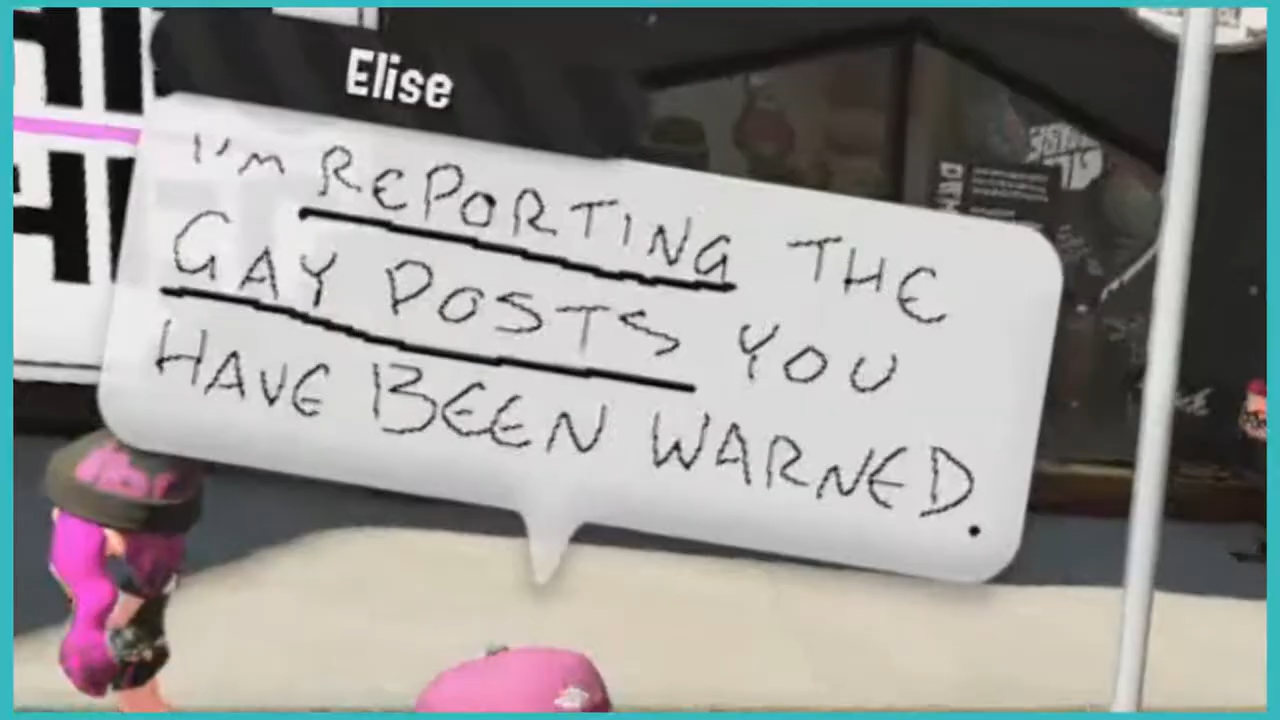 Elise
I'm REPORTING THE
GAY POSTS YOU
HAVE BEEN WARNED.